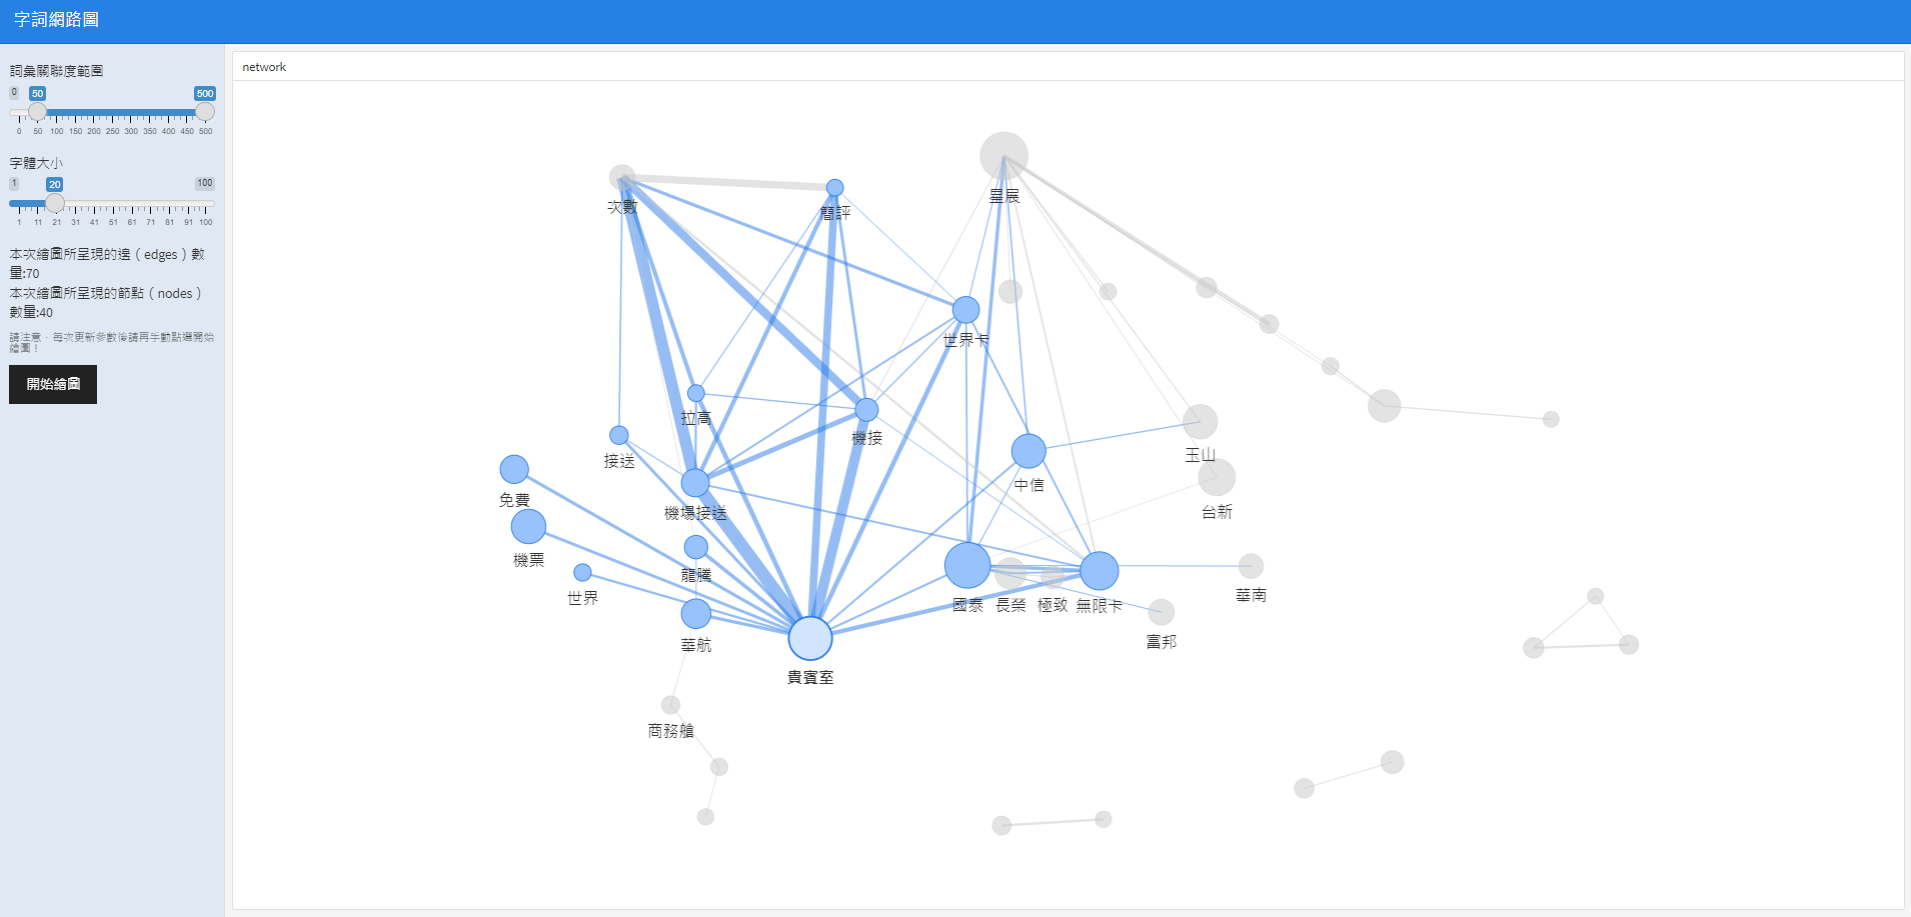 字詞網路圖
詞彙關聯度範圍
0 50 500
0 50 100 150 200 250 300 350 400 450 500
字體大小
1 20 100
1 11 21 31 41 51 61 71 81 91 100
本次繪圖所呈現的邊（edges）數
量:70
本次繪圖所呈現的節點（nodes）
數量:40
請注意，每次更新參數後請再手動點選開始
繪圖！
開始繪圖
network
次數
簡評
星展
世界卡
拉高
機接
接送
中信
玉山
免費
機場接送
台新
機票
龍騰
世界
國泰
長榮
極致
無限卡
華南
華航
富邦
貴賓室
商務艙